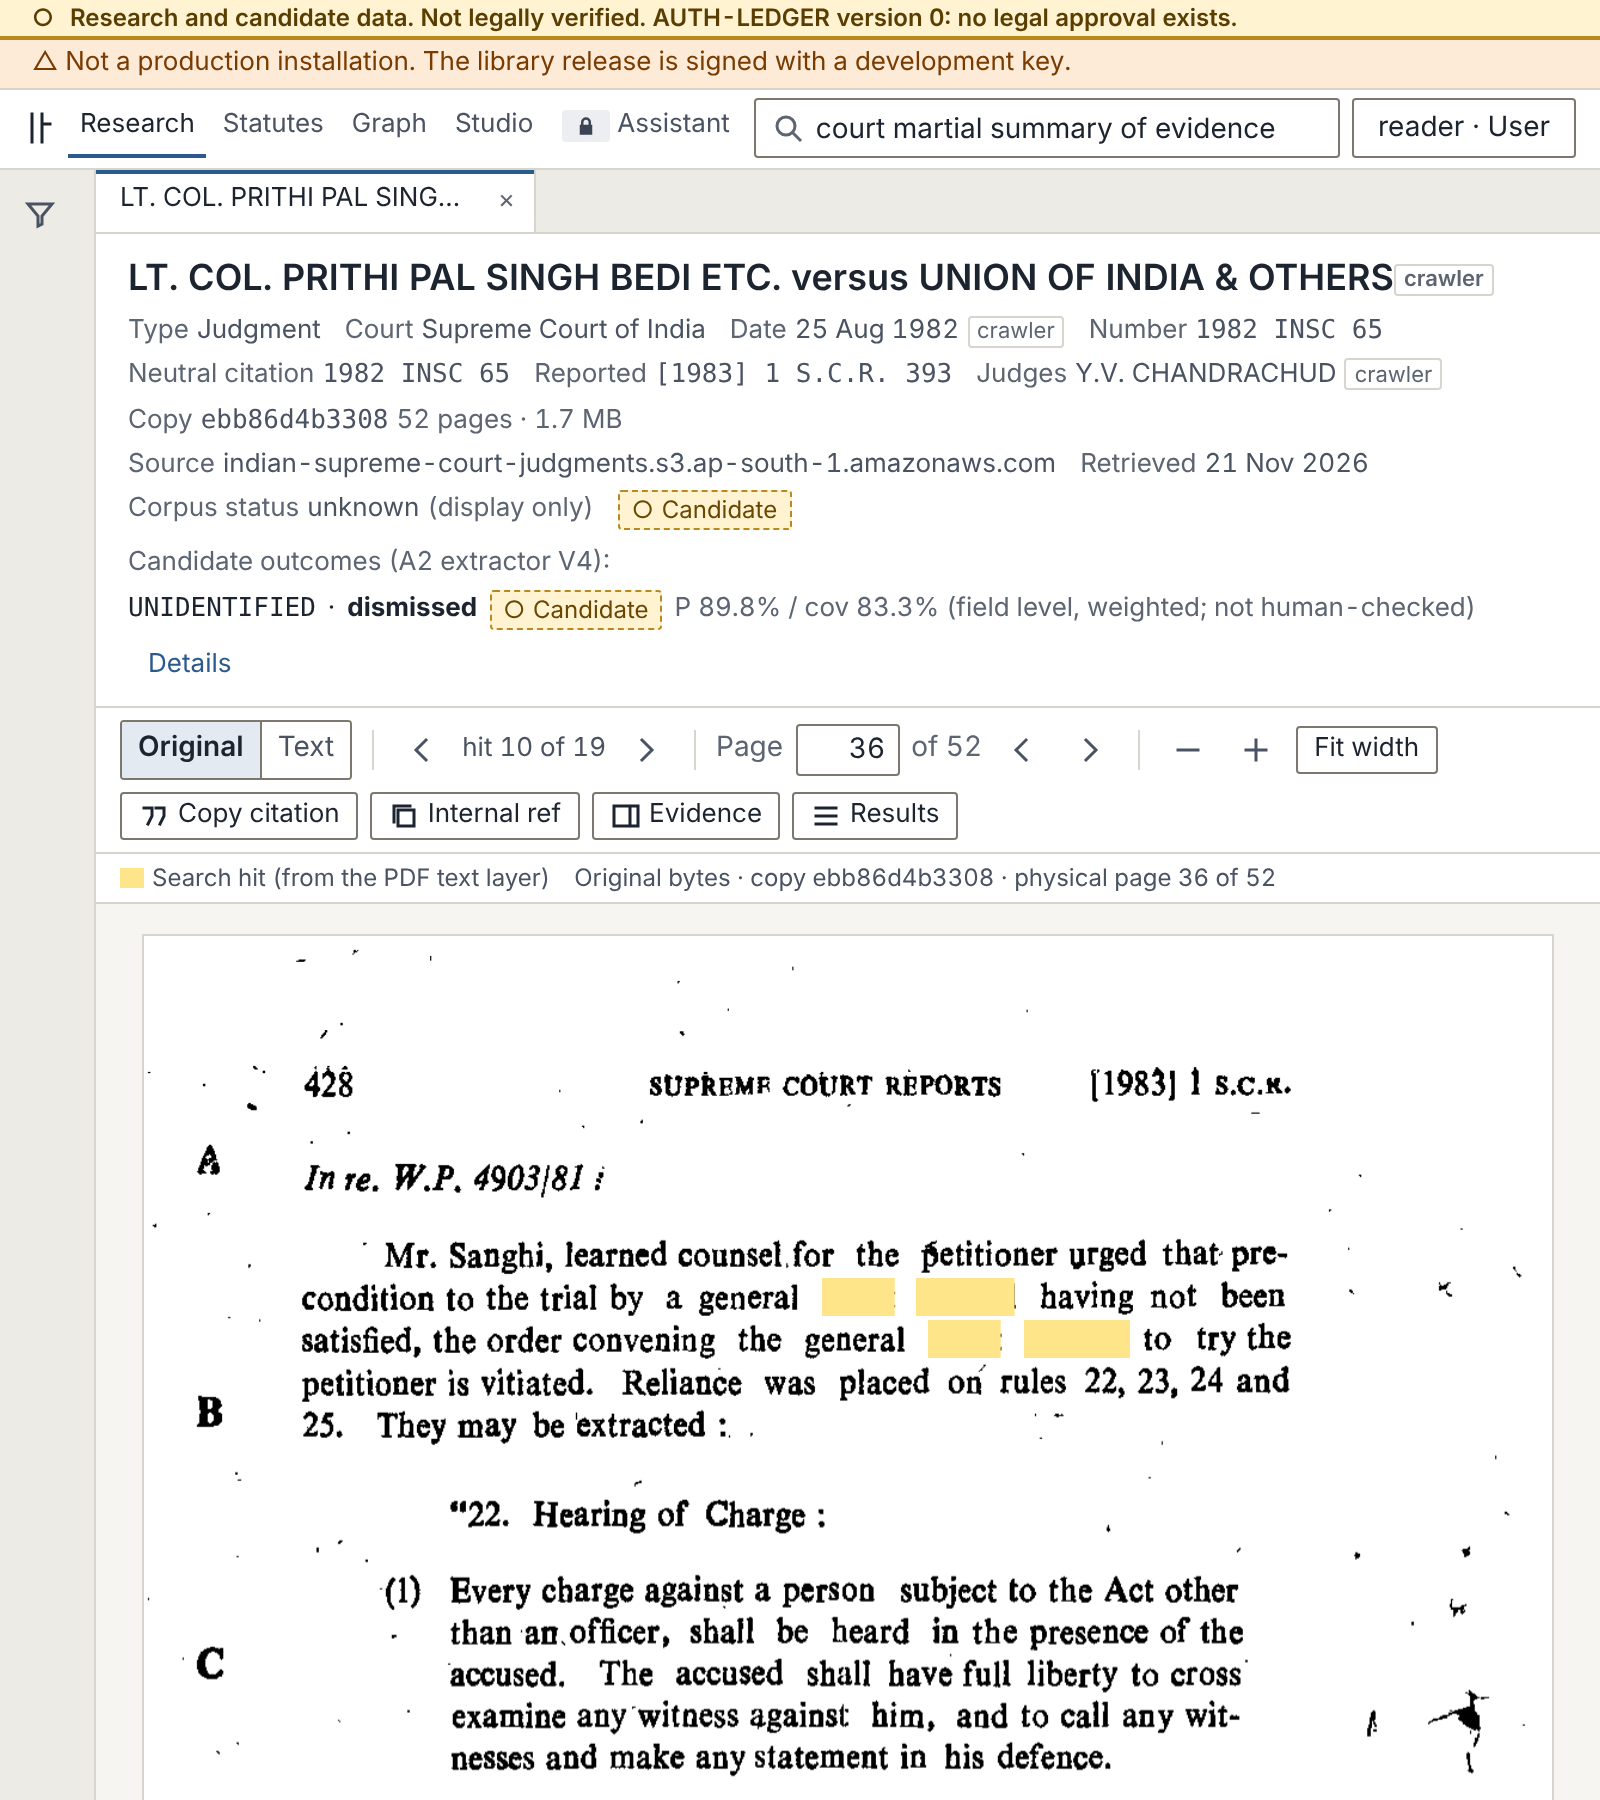 Research and candidate data. Not legally verified. AUTH-LEDGER version 0: no legal approval exists.
Not a production installation. The library release is signed with a development key.
Research Statutes Graph Studio Assistant court martial summary of evidence reader · User
LT. COL. PRITHI PAL SING... ×
LT. COL. PRITHI PAL SINGH BEDI ETC. versus UNION OF INDIA & OTHERS crawler
Type Judgment Court Supreme Court of India Date 25 Aug 1982 crawler Number 1982 INSC 65
Neutral citation 1982 INSC 65 Reported [1983] 1 S.C.R. 393 Judges Y.V. CHANDRACHUD crawler
Copy ebb86d4b3308 52 pages · 1.7 MB
Source indian-supreme-court-judgments.s3.ap-south-1.amazonaws.com Retrieved 21 Nov 2026
Corpus status unknown (display only) Candidate
Candidate outcomes (A2 extractor V4):
UNIDENTIFIED · dismissed Candidate P 89.8% / cov 83.3% (field level, weighted; not human-checked)
Details
Original Text hit 10 of 19 Page 36 of 52 Fit width
Copy citation Internal ref Evidence Results
Search hit (from the PDF text layer) Original bytes · copy ebb86d4b3308 · physical page 36 of 52
428 SUPREME COURT REPORTS [1983] 1 S.C.R.
A
In re. W.P. 4903/81 :
Mr. Sanghi, learned counsel for the petitioner urged that pre-
condition to the trial by a general having not been
satisfied, the order convening the general to try the
petitioner is vitiated. Reliance was placed on rules 22, 23, 24 and
B
25. They may be extracted :
“22. Hearing of Charge :
(1) Every charge against a person subject to the Act other
than an officer, shall be heard in the presence of the
C
accused. The accused shall have full liberty to cross
examine any witness against him, and to call any wit-
nesses and make any statement in his defence.